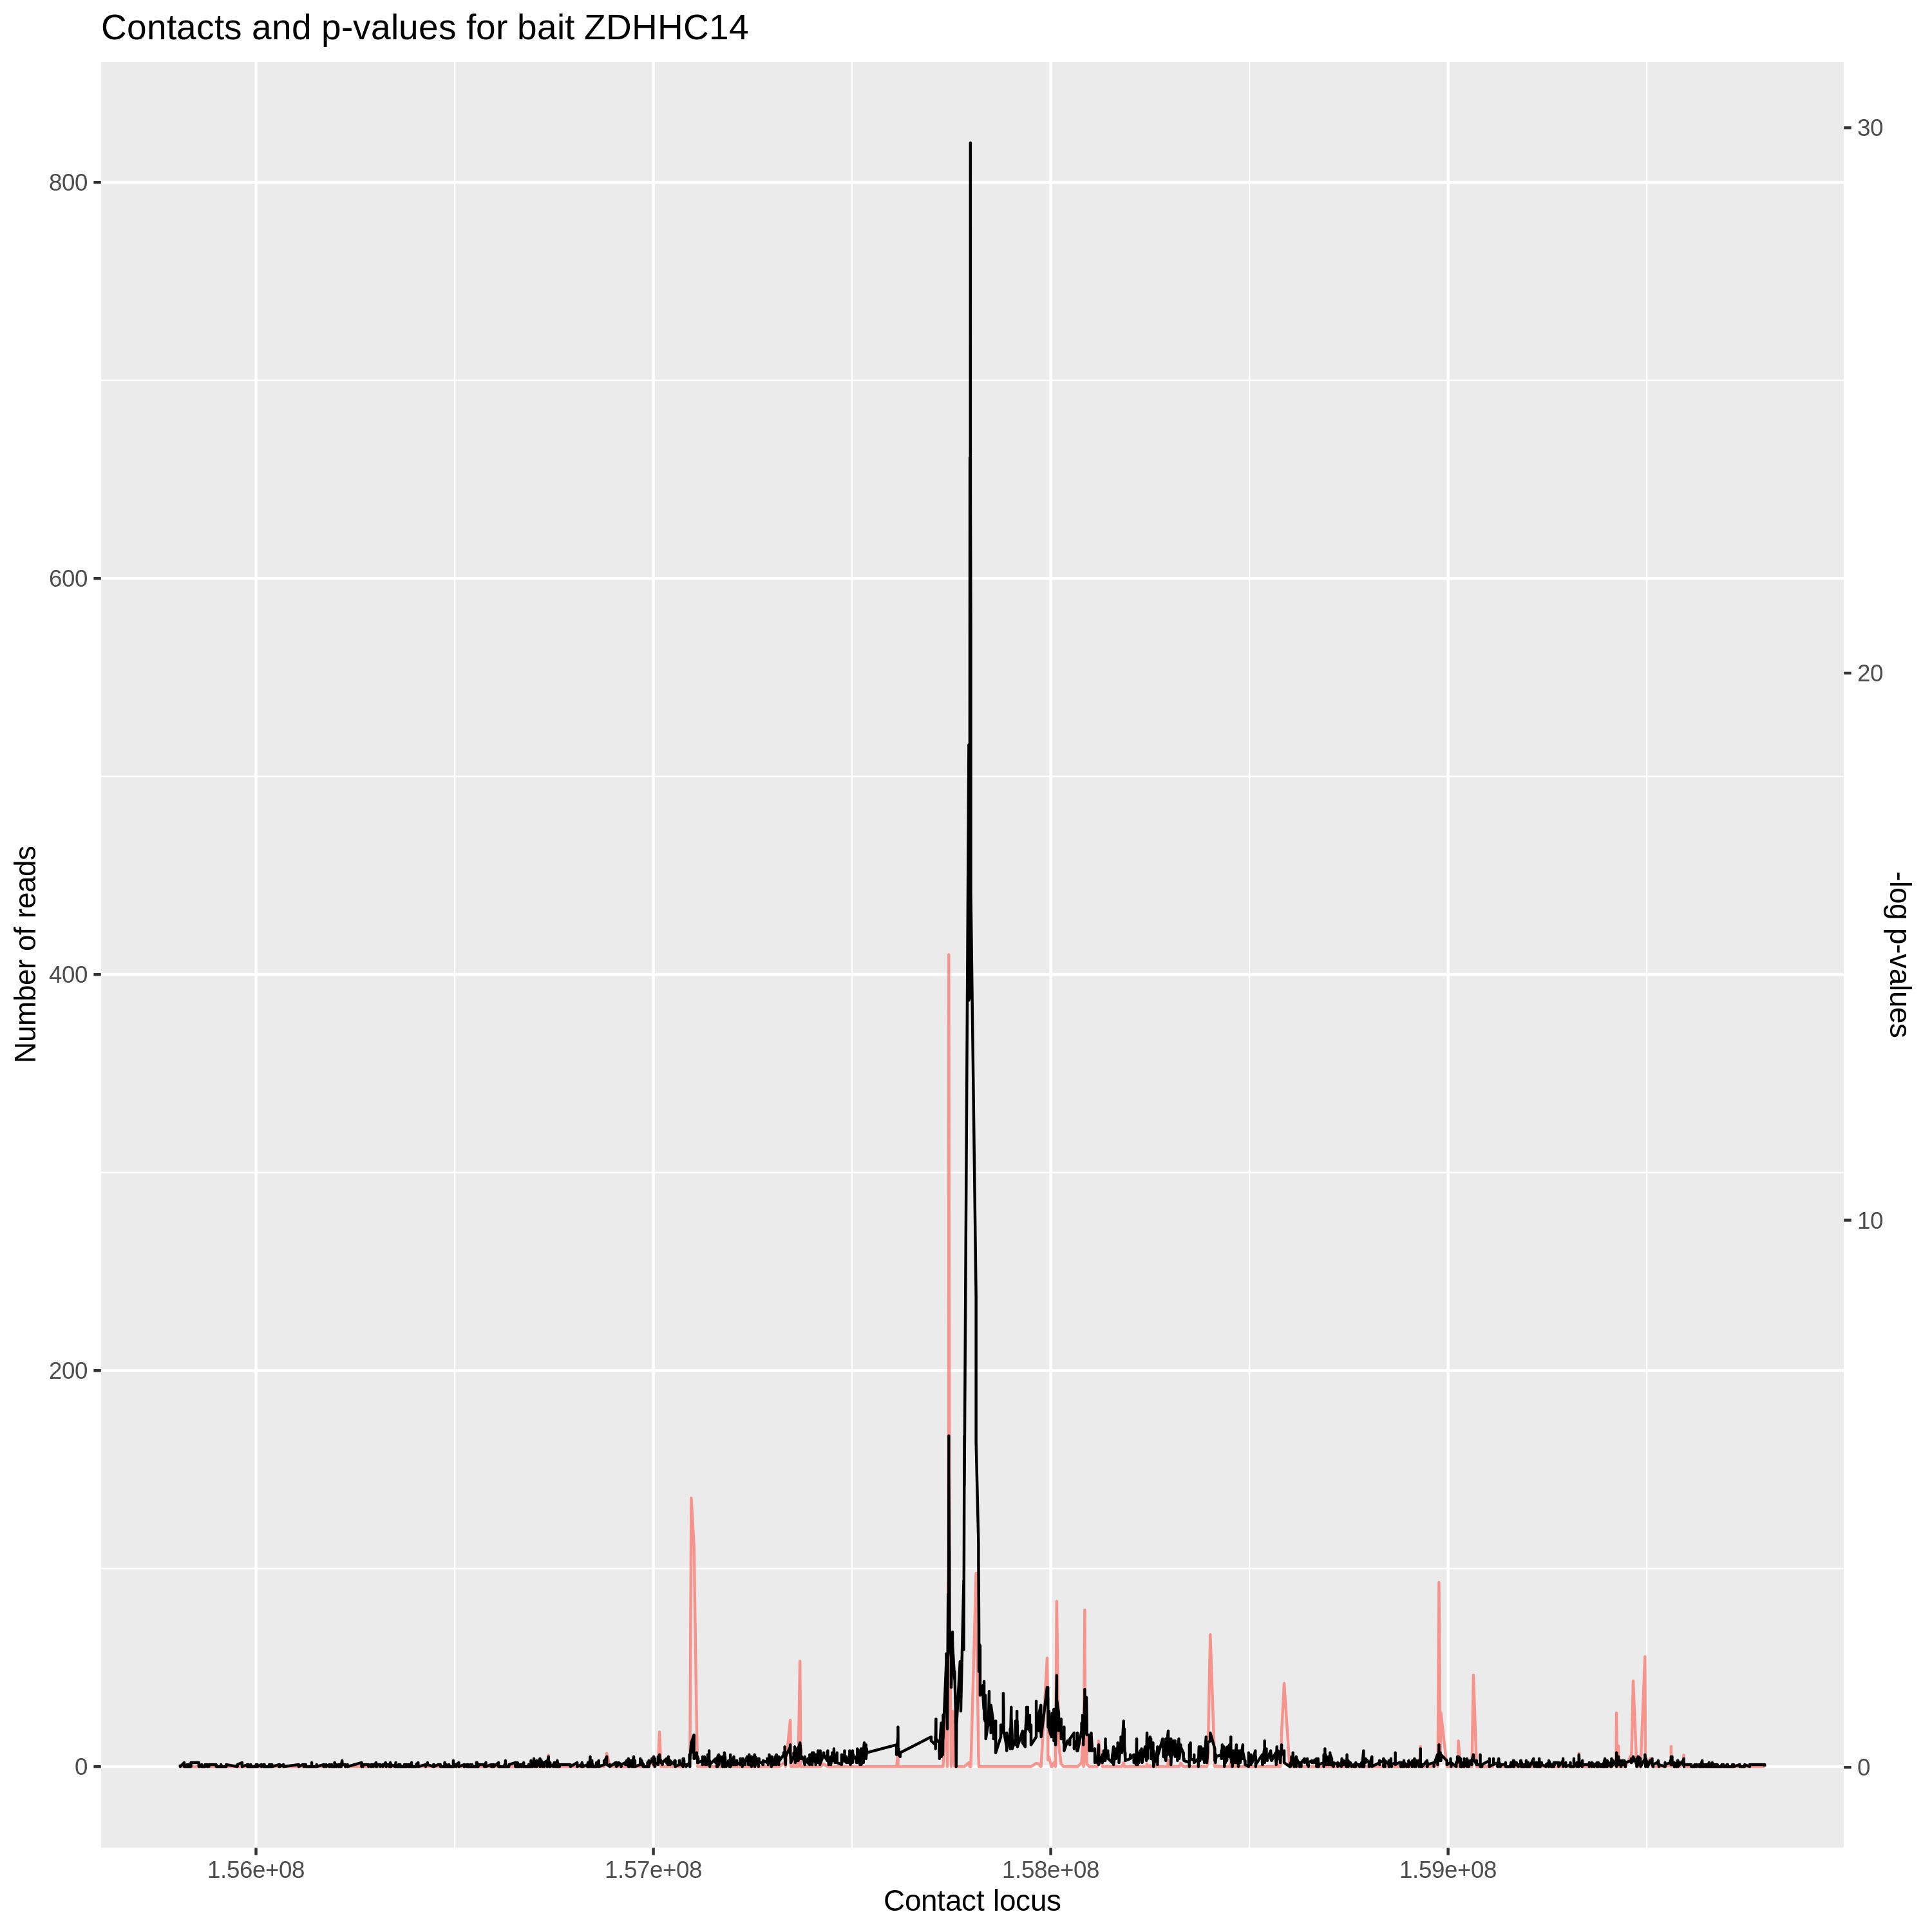 Contacts and p-values for bait ZDHHC14
Number of reads
800
600
400
200
0
30
20
10
0
-log p-values
1.56e+08
1.57e+08
1.58e+08
1.59e+08
Contact locus